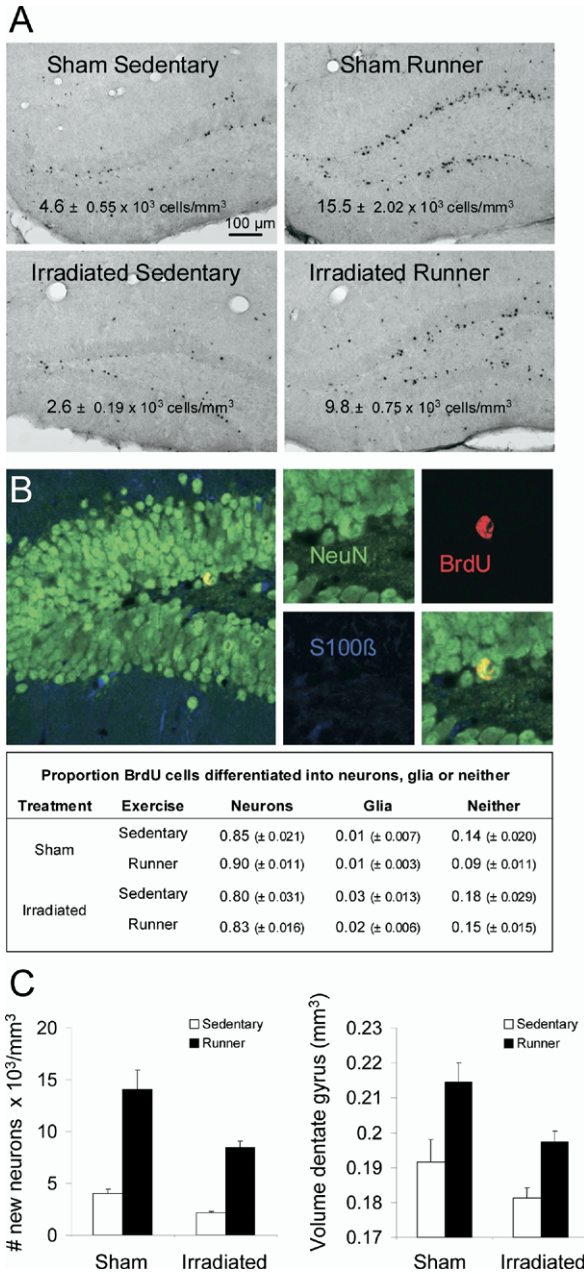 A
Sham Sedentary
4.6 ± 0.55 x 10³ cells/mm³
100 µm
Sham Runner
15.5 ± 2.02 x 10³ cells/mm³
Irradiated Sedentary
2.6 ± 0.19 x 10³ cells/mm³
Irradiated Runner
9.8 ± 0.75 x 10³ cells/mm³
B
NeuN
BrdU
S100ß
Proportion BrdU cells differentiated into neurons, glia or neither
Treatment Exercise Neurons Glia Neither
Sham
Sedentary 0.85 (± 0.021) 0.01 (± 0.007) 0.14 (± 0.020)
Runner 0.90 (± 0.011) 0.01 (± 0.003) 0.09 (± 0.011)
Irradiated
Sedentary 0.80 (± 0.031) 0.03 (± 0.013) 0.18 (± 0.029)
Runner 0.83 (± 0.016) 0.02 (± 0.006) 0.15 (± 0.015)
C
# new neurons x 10³/mm³
20
15
10
5
0
Sedentary
Runner
Sham Irradiated
Volume dentate gyrus (mm³)
0.23
0.22
0.21
0.2
0.19
0.18
0.17
Sedentary
Runner
Sham Irradiated